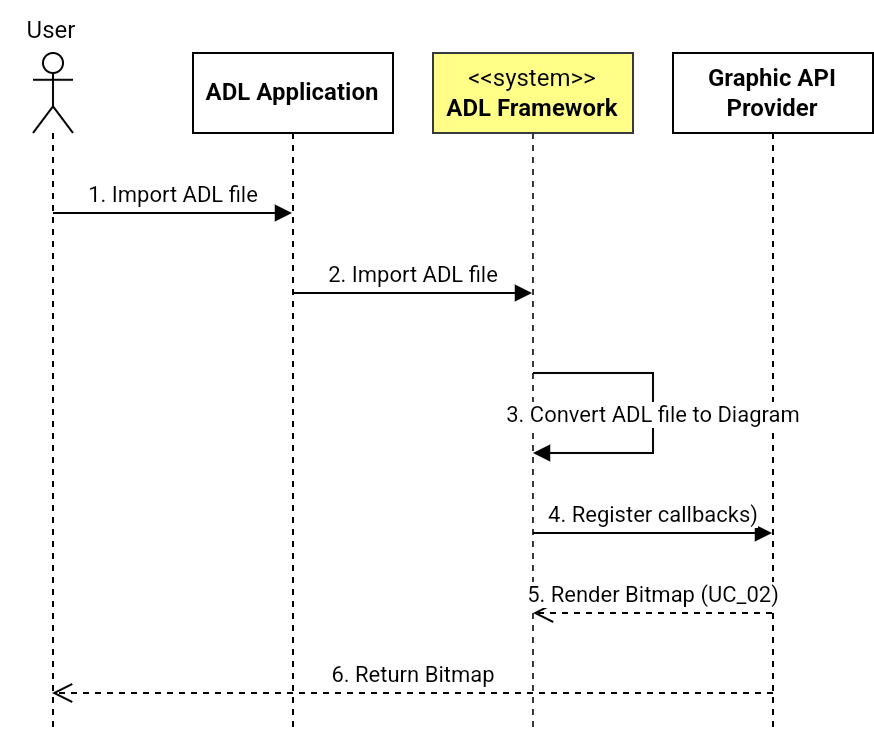 User
ADL Application
<<system>>
ADL Framework
Graphic API
Provider
1. Import ADL file
2. Import ADL file
3. Convert ADL file to Diagram
4. Register callbacks)
5. Render Bitmap (UC_02)
6. Return Bitmap